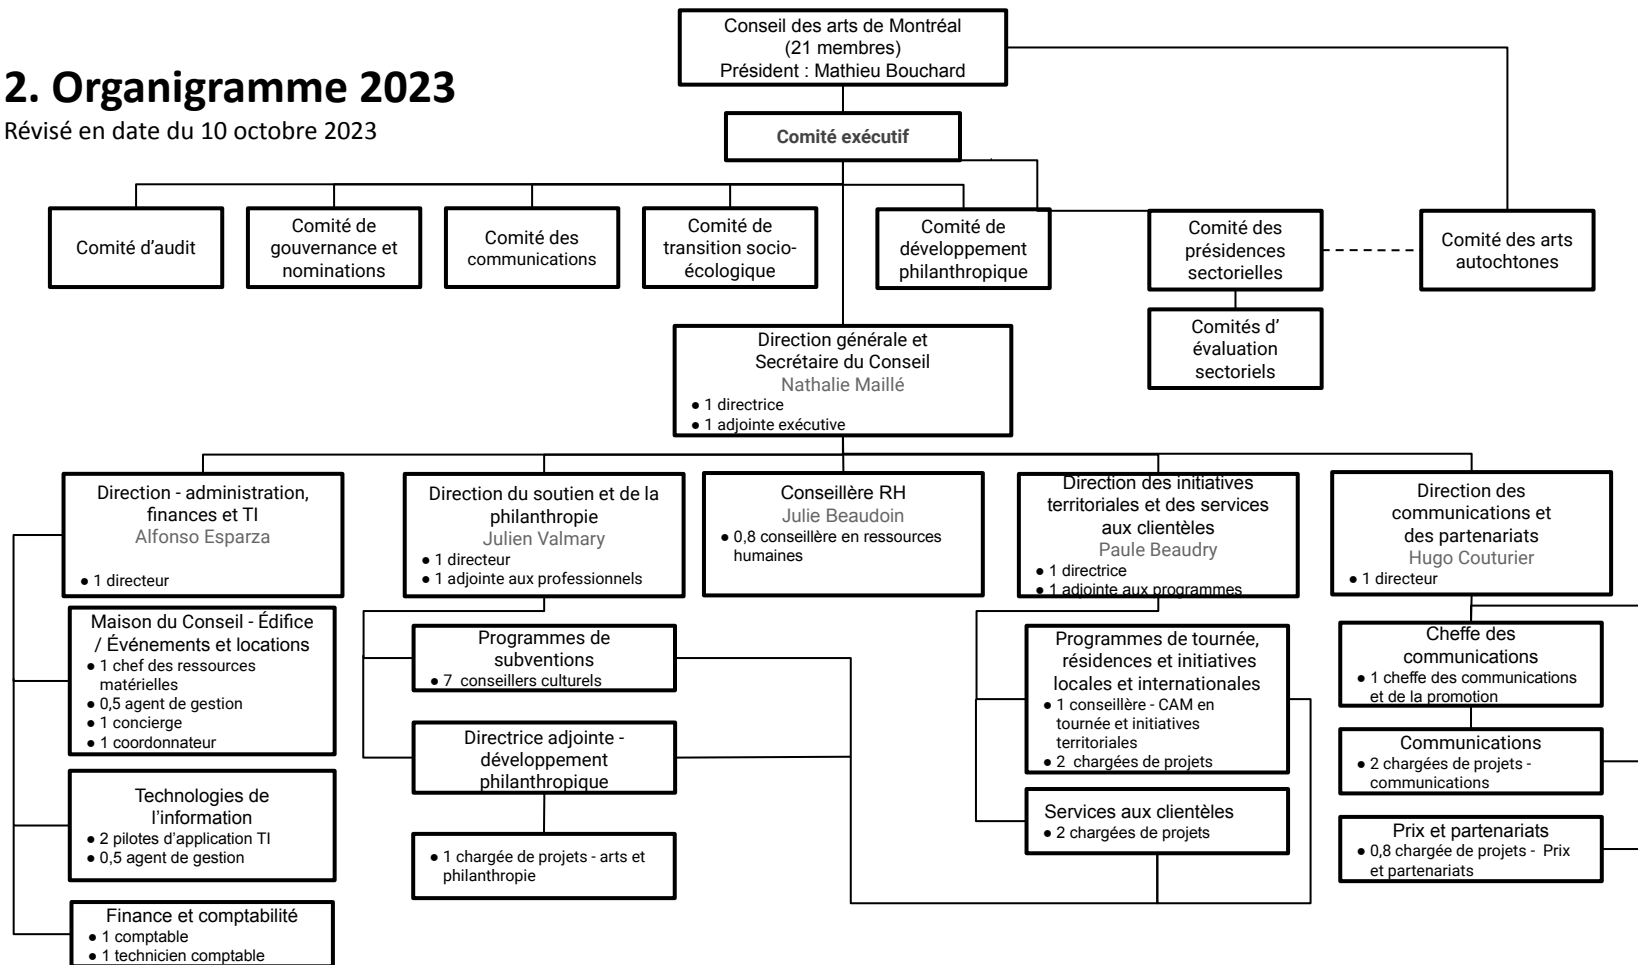 2. Organigramme 2023
Révisé en date du 10 octobre 2023
Conseil des arts de Montréal
(21 membres)
Président : Mathieu Bouchard
Comité exécutif
Comité d'audit
Comité de
gouvernance et
nominations
Comité des
communications
Comité de
transition socio-
écologique
Comité de
développement
philanthropique
Comité des
présidences
sectorielles
Comité des arts
autochtones
Comités d'
évaluation
sectoriels
Direction générale et
Secrétaire du Conseil
Nathalie Maillé
● 1 directrice
● 1 adjointe exécutive
Direction - administration,
finances et TI
Alfonso Esparza
● 1 directeur
Maison du Conseil - Édifice
/ Événements et locations
● 1 chef des ressources
matérielles
● 0,5 agent de gestion
● 1 concierge
● 1 coordonnateur
Technologies de
l'information
● 2 pilotes d'application TI
● 0,5 agent de gestion
Finance et comptabilité
● 1 comptable
● 1 technicien comptable
Direction du soutien et de la
philanthropie
Julien Valmary
● 1 directeur
● 1 adjointe aux professionnels
Programmes de
subventions
● 7 conseillers culturels
Directrice adjointe -
développement
philanthropique
● 1 chargée de projets - arts et
philanthropie
Conseillère RH
Julie Beaudoin
● 0,8 conseillère en ressources
humaines
Direction des initiatives
territoriales et des services
aux clientèles
Paule Beaudry
● 1 directrice
● 1 adjointe aux programmes
Programmes de tournée,
résidences et initiatives
locales et internationales
● 1 conseillère - CAM en
tournée et initiatives
territoriales
● 2 chargées de projets
Services aux clientèles
● 2 chargées de projets
Direction des
communications et
des partenariats
Hugo Couturier
● 1 directeur
Cheffe des
communications
● 1 cheffe des communications
et de la promotion
Communications
● 2 chargées de projets -
communications
Prix et partenariats
● 0,8 chargée de projets - Prix
et partenariats